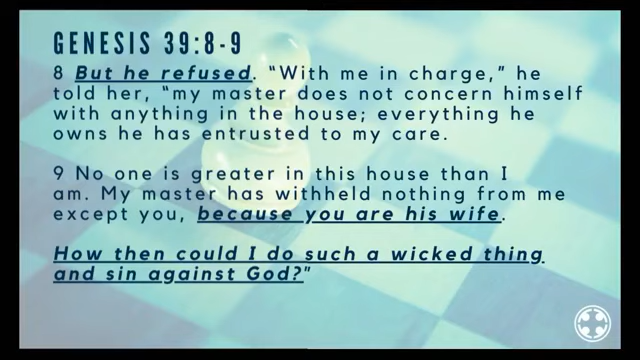 GENESIS 39:8-9
8 But he refused. “With me in charge,” he
told her, “my master does not concern himself
with anything in the house; everything he
owns he has entrusted to my care.
9 No one is greater in this house than I
am. My master has withheld nothing from me
except you, because you are his wife.
How then could I do such a wicked thing
and sin against God?"